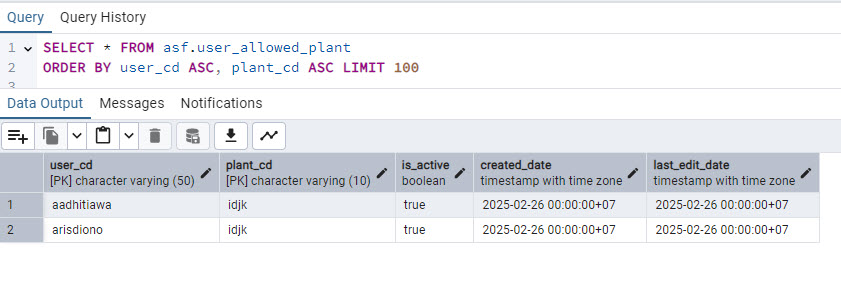 Query Query History
1 SELECT * FROM asf.user_allowed_plant
2 ORDER BY user_cd ASC, plant_cd ASC LIMIT 100
3
Data Output Messages Notifications
user_cd plant_cd is_active created_date last_edit_date
[PK] character varying (50) [PK] character varying (10) boolean timestamp with time zone timestamp with time zone
1 aadhitiawa idjk true 2025-02-26 00:00:00+07 2025-02-26 00:00:00+07
2 arisdiono idjk true 2025-02-26 00:00:00+07 2025-02-26 00:00:00+07